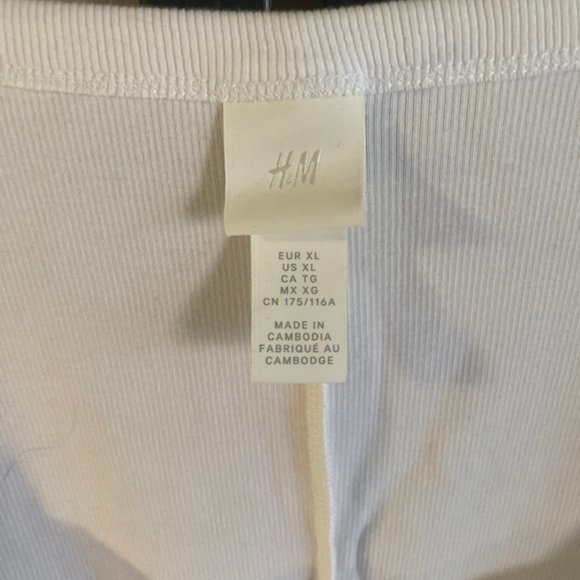 H&M
EUR XL
US XL
CA TG
MX XG
CN 175/116A
MADE IN
CAMBODIA
FABRIQUÉ AU
CAMBODGE